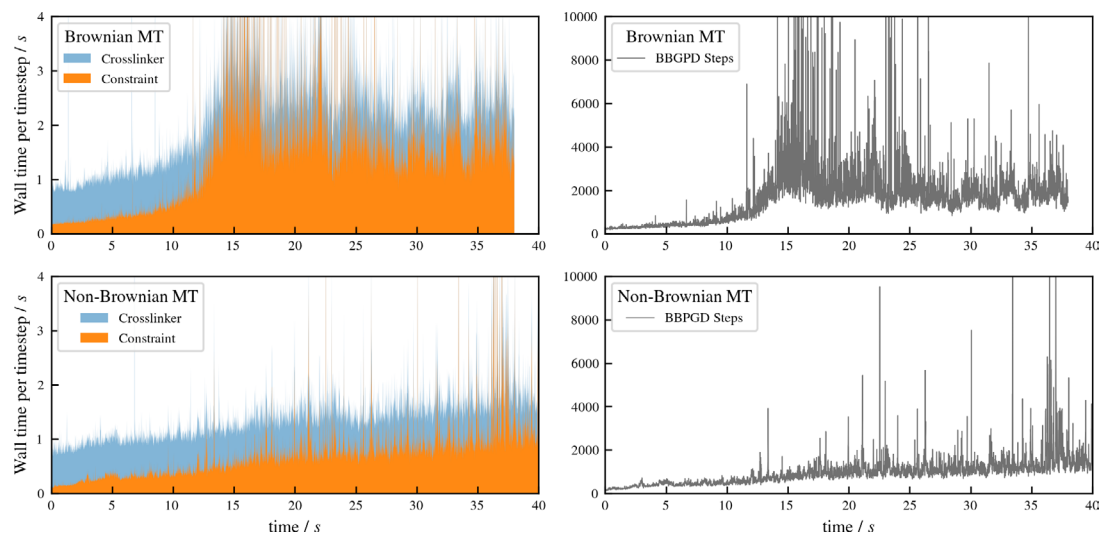 Wall time per timestep / s
4
3
2
1
0
Brownian MT
Crosslinker
Constraint
0 5 10 15 20 25 30 35 40
10000
8000
6000
4000
2000
0
Brownian MT
BBGPD Steps
0 5 10 15 20 25 30 35 40
Wall time per timestep / s
4
3
2
1
0
Non-Brownian MT
Crosslinker
Constraint
0 5 10 15 20 25 30 35 40
time / s
10000
8000
6000
4000
2000
0
Non-Brownian MT
BBPGD Steps
0 5 10 15 20 25 30 35 40
time / s